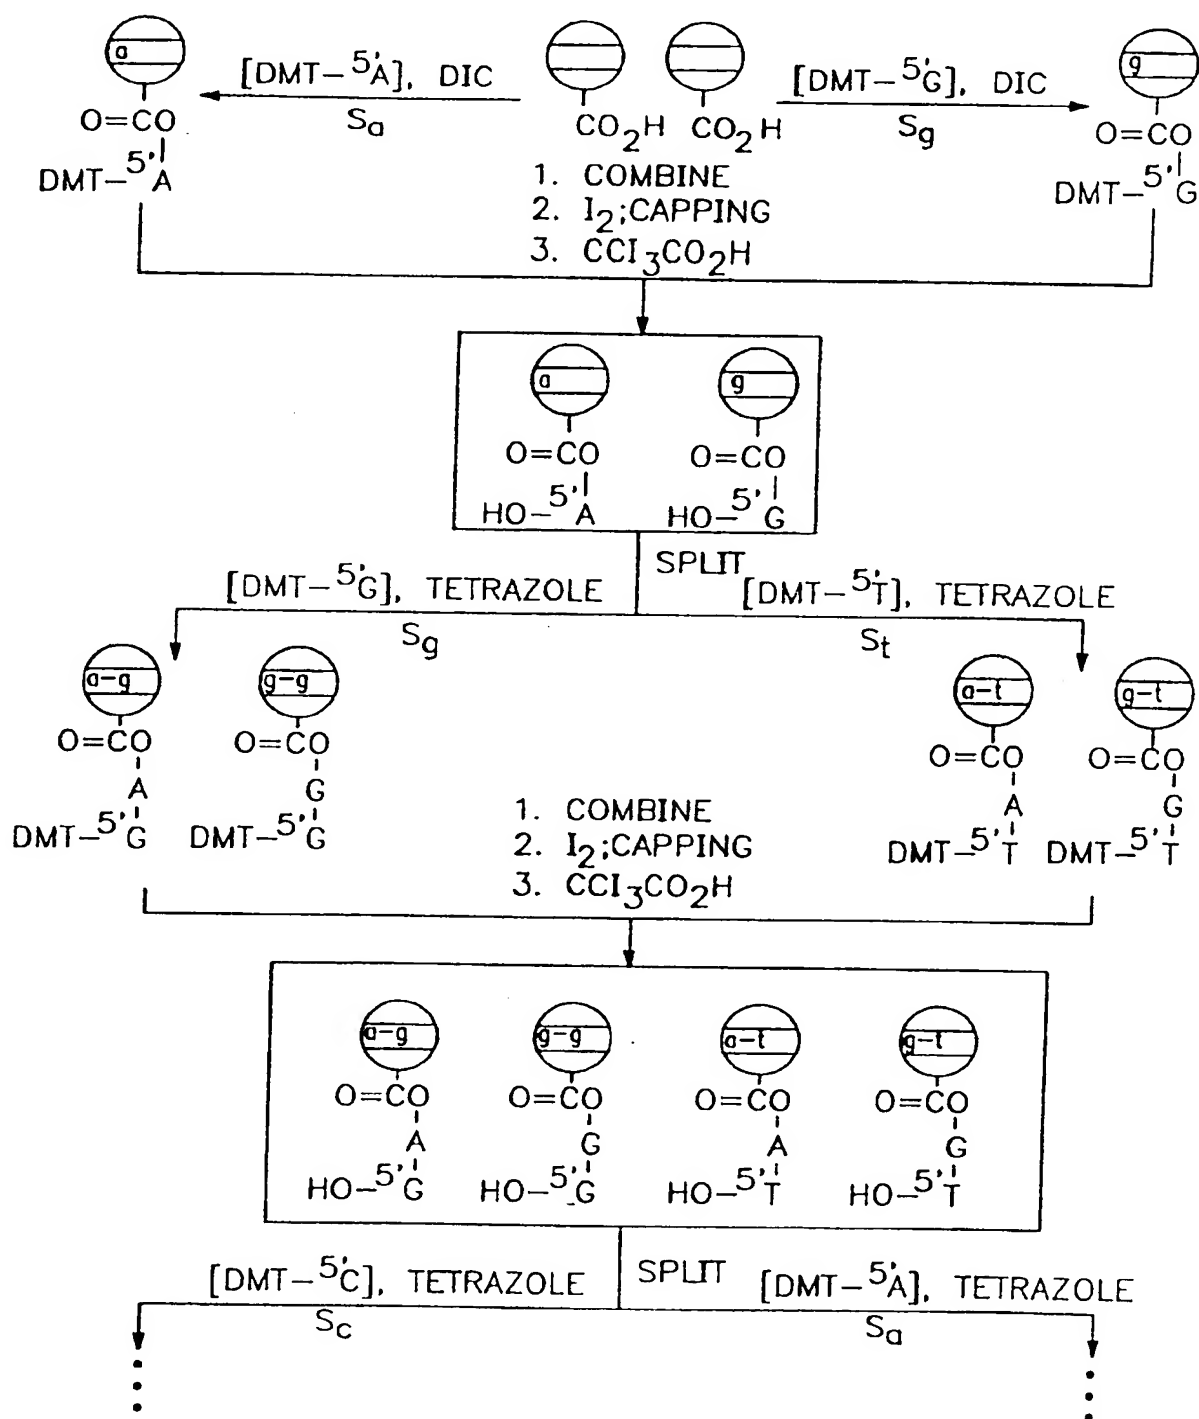 a
g
[DMT-5'A], DIC
[DMT-5'G], DIC
Sa
Sg
O=CO
CO2H CO2H
O=CO
DMT-5'A
DMT-5'G
1. COMBINE
2. I2;CAPPING
3. CCI3CO2H
a g
O=CO O=CO
HO-5'A HO-5'G
SPLIT
[DMT-5'G], TETRAZOLE
[DMT-5'T], TETRAZOLE
Sg
St
a-g g-g a-t g-t
O=CO O=CO O=CO O=CO
A G A G
DMT-5'G DMT-5'G DMT-5'T DMT-5'T
1. COMBINE
2. I2;CAPPING
3. CCI3CO2H
a-g g-g a-t g-t
O=CO O=CO O=CO O=CO
A G A G
HO-5'G HO-5'G HO-5'T HO-5'T
SPLIT
[DMT-5'C], TETRAZOLE
[DMT-5'A], TETRAZOLE
Sc
Sa